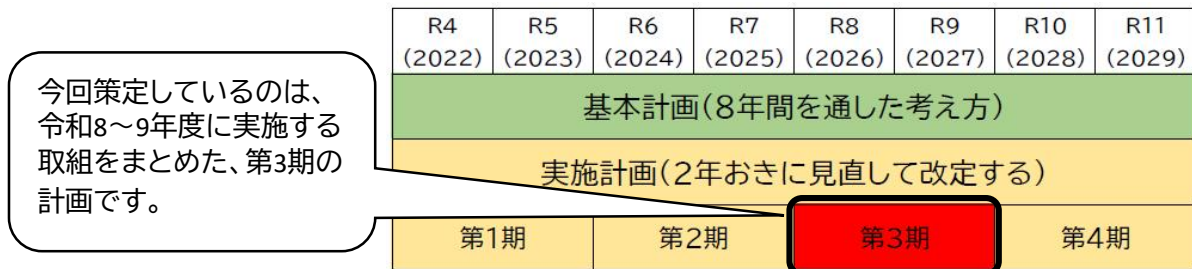 R4 R5 R6 R7 R8 R9 R10 R11
(2022) (2023) (2024) (2025) (2026) (2027) (2028) (2029)
今回策定しているのは、
令和8～9年度に実施する
取組をまとめた、第3期の
計画です。
基本計画(8年間を通した考え方)
実施計画(2年おきに見直して改定する)
第1期 第2期 第3期 第4期